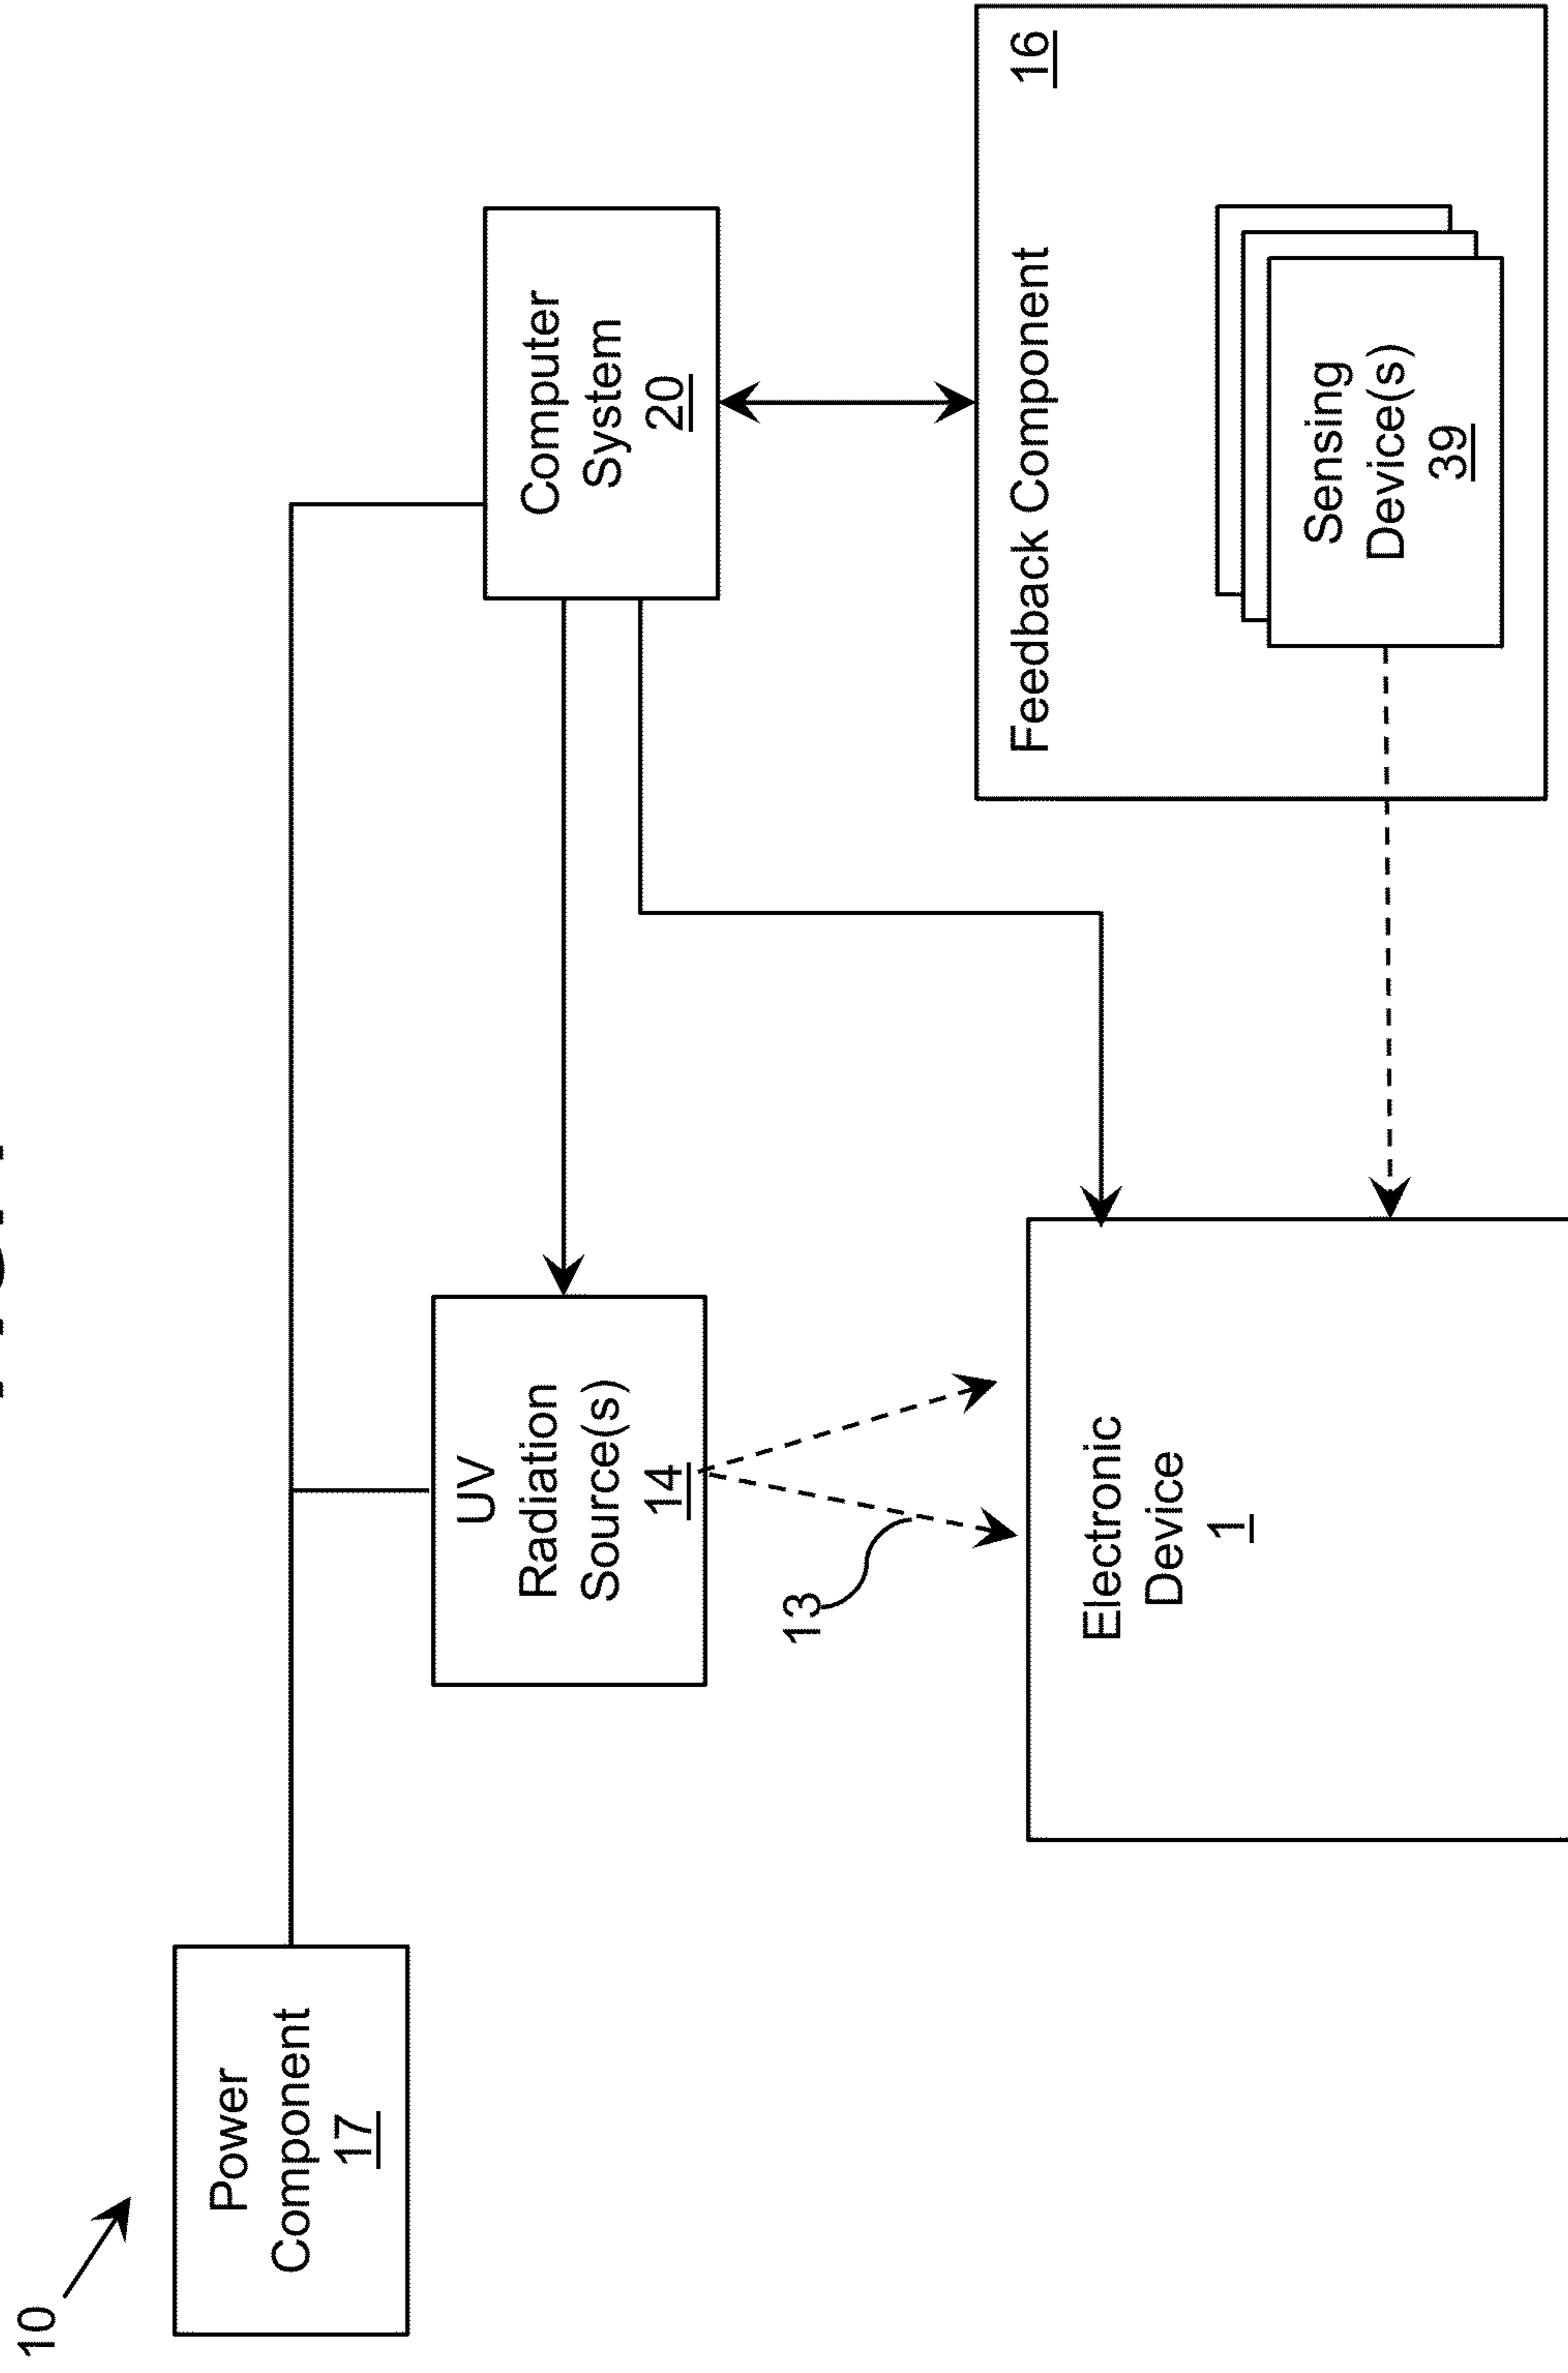 10
Power
Component
17
UV
Radiation
Source(s)
14
Computer
System
20
13
Electronic
Device
1
Feedback Component
16
Sensing
Device(s)
39